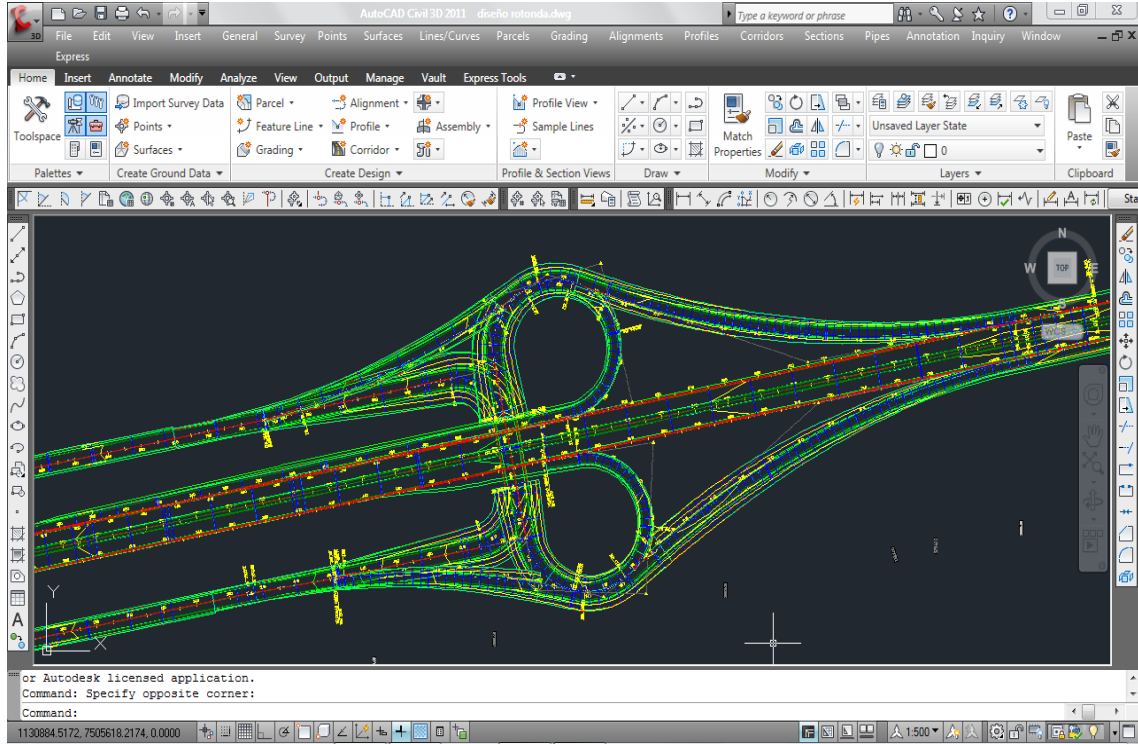 AutoCAD Civil 3D 2011 diseño rotonda.dwg
Type a keyword or phrase
3D
File Edit View Insert General Survey Points Surfaces Lines/Curves Parcels Grading Alignments Profiles Corridors Sections Pipes Annotation Inquiry Window
Express
Home Insert Annotate Modify Analyze View Output Manage Vault Express Tools
Import Survey Data Parcel Alignment Profile View
Toolspace Points Feature Line Profile Assembly Sample Lines Match Properties Unsaved Layer State Paste
Surfaces Grading Corridor 0
Palettes Create Ground Data Create Design Profile & Section Views Draw Modify Layers Clipboard
Sta
N
W TOP E
S
WCS
Y
X
or Autodesk licensed application.
Command: Specify opposite corner:
Command:
1130884.5172, 7505618.2174, 0.0000 1:500